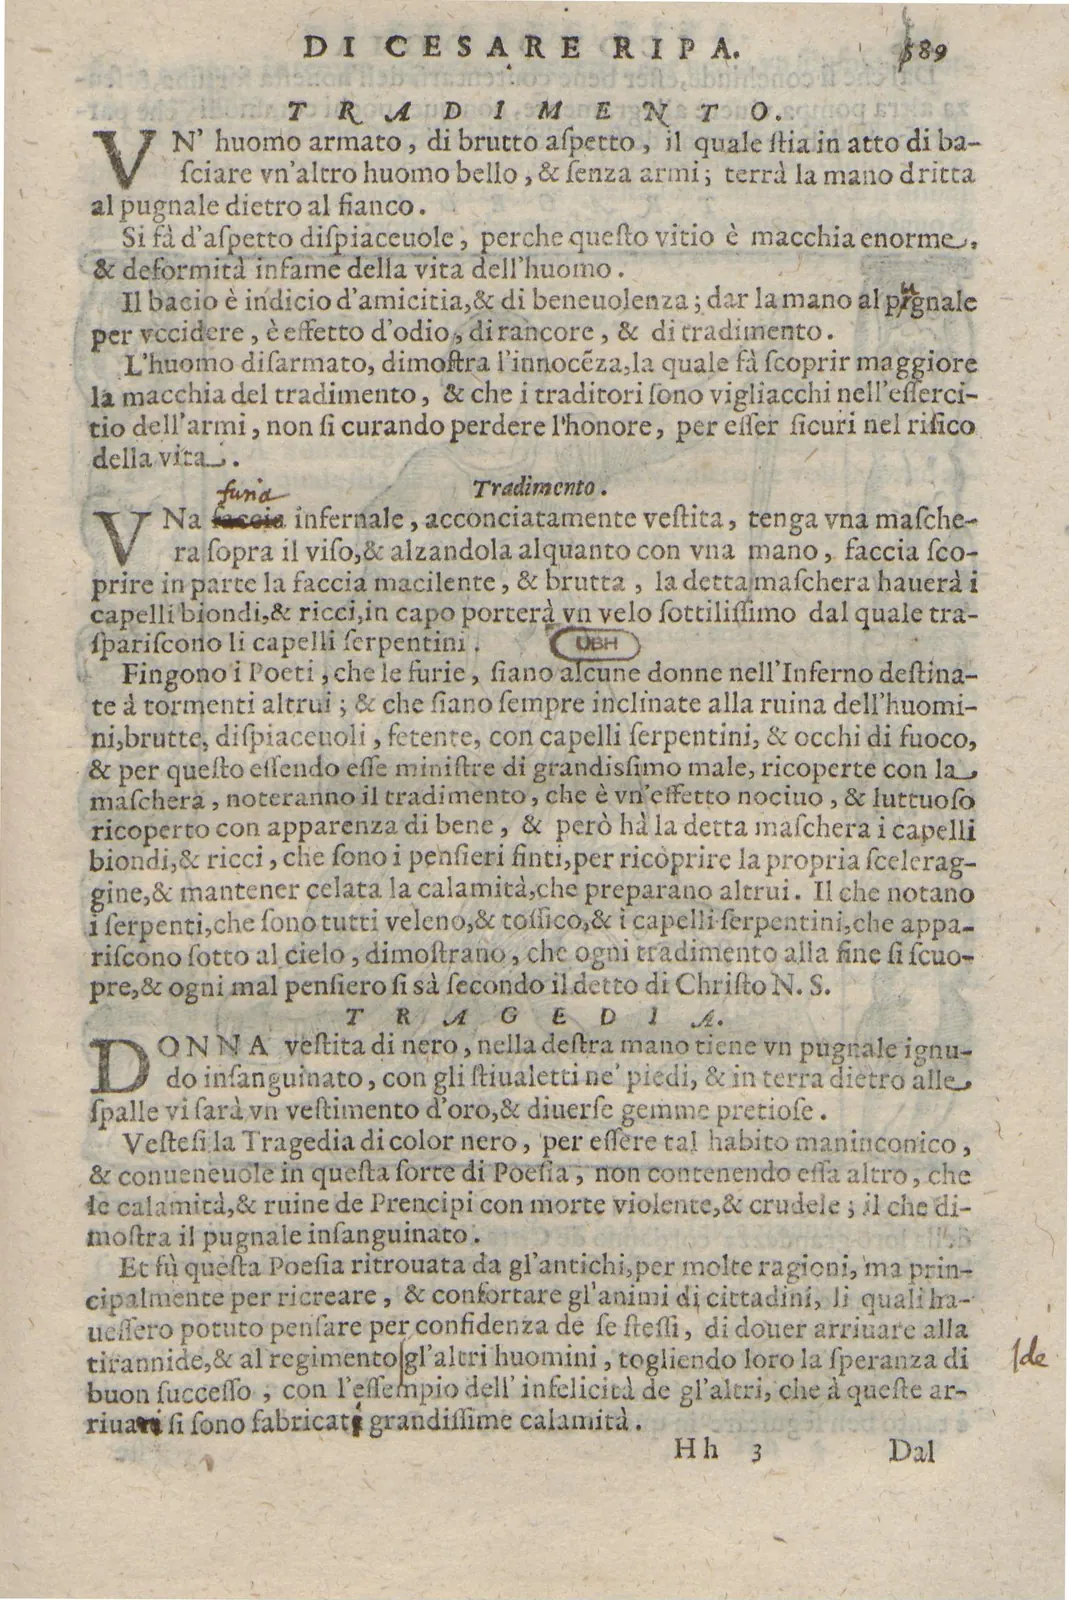 DI CESARE RIPA. 589
TRADIMENTO.
VN' huomo armato, di brutto aſpetto, il quale ſtia in atto di ba-
ſciare vn'altro huomo bello, & ſenza armi; terrà la mano dritta
al pugnale dietro al fianco.
Si fà d'aſpetto diſpiaceuole, perche queſto vitio è macchia enorme,
& deformità infame della vita dell'huomo.
Il bacio è indicio d'amicitia,& di beneuolenza; dar la mano al pugnale
per vccidere, è effetto d'odio, di rancore, & di tradimento.
L'huomo diſarmato, dimoſtra l'innocẽza,la quale fà ſcoprir maggiore
la macchia del tradimento, & che i traditori ſono vigliacchi nell'eſſerci-
tio dell'armi, non ſi curando perdere l'honore, per eſſer ſicuri nel riſico
della vita.
furia
Tradimento.
VNa faccia infernale, acconciatamente veſtita, tenga vna maſche-
ra ſopra il viſo,& alzandola alquanto con vna mano, faccia ſco-
prire in parte la faccia macilente, & brutta, la detta maſchera hauerà i
capelli biondi,& ricci,in capo porterà vn velo ſottiliſſimo dal quale tra-
ſpariſcono li capelli ſerpentini.
UBH
Fingono i Poeti, che le furie, ſiano alcune donne nell'Inferno deſtina-
te à tormenti altrui; & che ſiano ſempre inclinate alla ruina dell'huomi-
ni,brutte, diſpiaceuoli, fetente, con capelli ſerpentini, & occhi di fuoco,
& per queſto eſſendo eſſe miniſtre di grandiſſimo male, ricoperte con la
maſchera, noteranno il tradimento, che è vn'effetto nociuo, & luttuoſo
ricoperto con apparenza di bene, & però hà la detta maſchera i capelli
biondi,& ricci, che ſono i penſieri finti,per ricoprire la propria ſcelerag-
gine,& mantener celata la calamità,che preparano altrui. Il che notano
i ſerpenti,che ſono tutti veleno,& toſſico,& i capelli ſerpentini,che appa-
riſcono ſotto al cielo, dimoſtrano, che ogni tradimento alla fine ſi ſcuo-
pre,& ogni mal penſiero ſi sà ſecondo il detto di Chriſto N. S.
TRAGEDIA.
DONNA veſtita di nero, nella deſtra mano tiene vn pugnale ignu-
do inſanguinato, con gli ſtiualetti ne' piedi, & in terra dietro alle
ſpalle vi ſarà vn veſtimento d'oro,& diuerſe gemme pretioſe.
Veſteſi la Tragedia di color nero, per eſſere tal habito maninconico,
& conueneuole in queſta ſorte di Poeſia, non contenendo eſſa altro, che
le calamità,& ruine de Prencipi con morte violente,& crudele; il che di-
moſtra il pugnale inſanguinato.
Et fù queſta Poeſia ritrouata da gl'antichi,per molte ragioni, ma prin-
cipalmente per ricreare, & confortare gl'animi di cittadini, li quali ha-
ueſſero potuto penſare per confidenza de ſe ſteſſi, di douer arriuare alla
tirannide,& al regimento|gl'altri huomini, togliendo loro la ſperanza di |de
buon ſucceſſo, con l'eſſempio dell'infelicità de gl'altri, che à queſte ar-
riuati ſi ſono fabricati grandiſſime calamità.
Hh 3 Dal